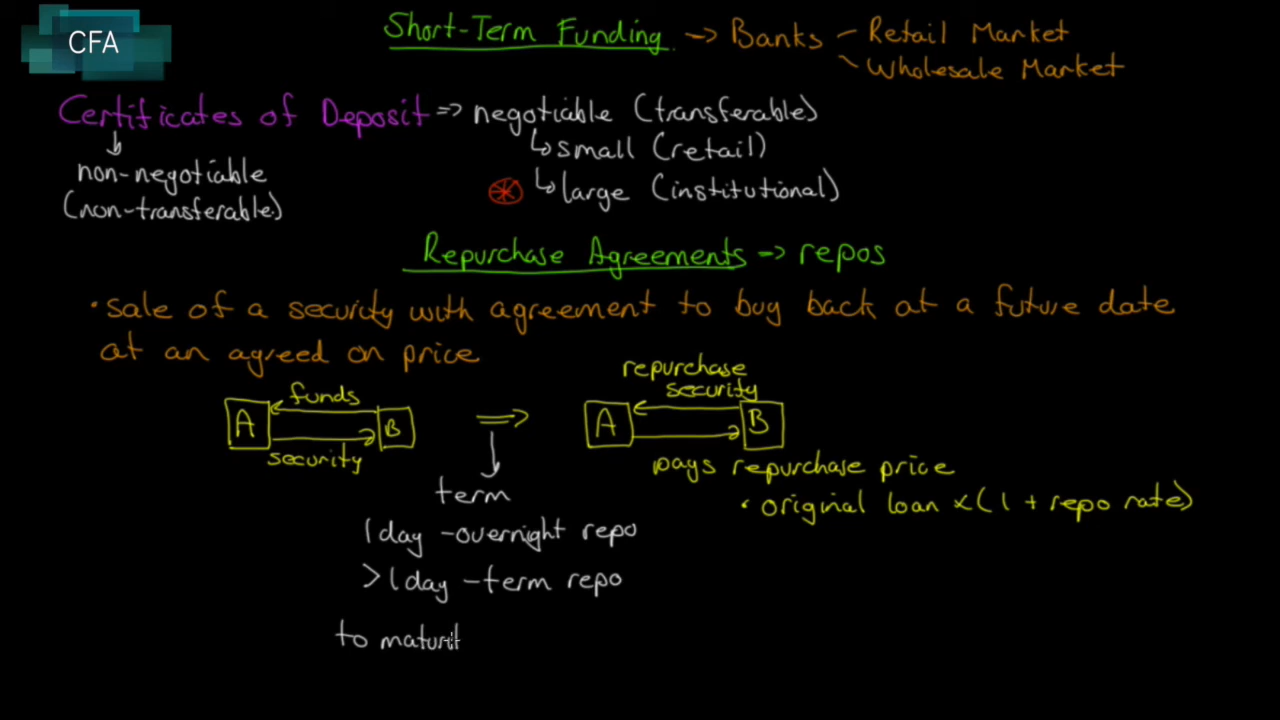 CFA
Short-Term Funding -> Banks - Retail Market
Wholesale Market
Certificates of Deposit => negotiable (transferable)
small (retail)
non-negotiable
large (institutional)
(non-transferable)
Repurchase Agreements => repos
• sale of a security with agreement to buy back at a future date
at an agreed on price
repurchase
funds
security
A B
A B
security
pays repurchase price
term
• original loan x (1 + repo rate)
1 day - overnight repo
>1 day - term repo
to maturit